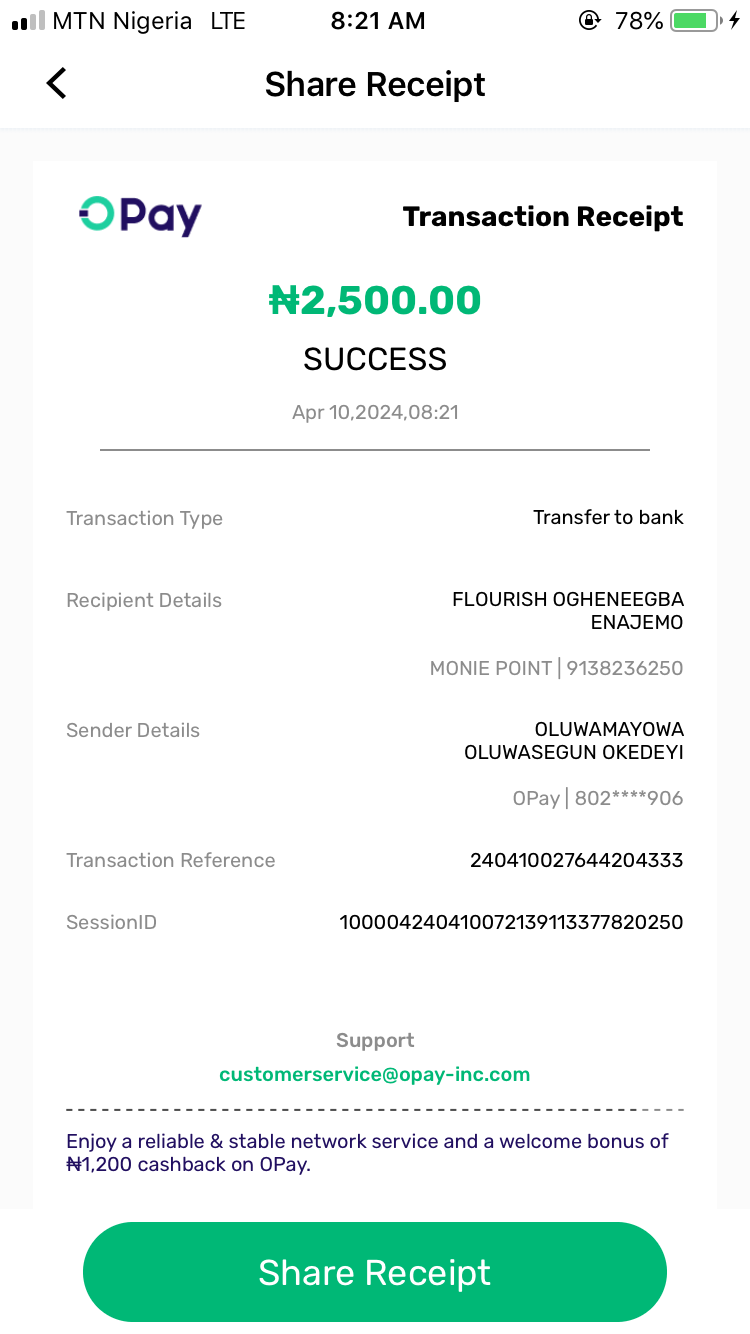 MTN Nigeria LTE 8:21 AM 78%
Share Receipt
OPay Transaction Receipt
₦2,500.00
SUCCESS
Apr 10,2024,08:21
Transaction Type Transfer to bank
Recipient Details FLOURISH OGHENEEGBA
ENAJEMO
MONIE POINT | 9138236250
Sender Details OLUWAMAYOWA
OLUWASEGUN OKEDEYI
OPay | 802****906
Transaction Reference 240410027644204333
SessionID 100004240410072139113377820250
Support
customerservice@opay-inc.com
Enjoy a reliable & stable network service and a welcome bonus of
₦1,200 cashback on OPay.
Share Receipt